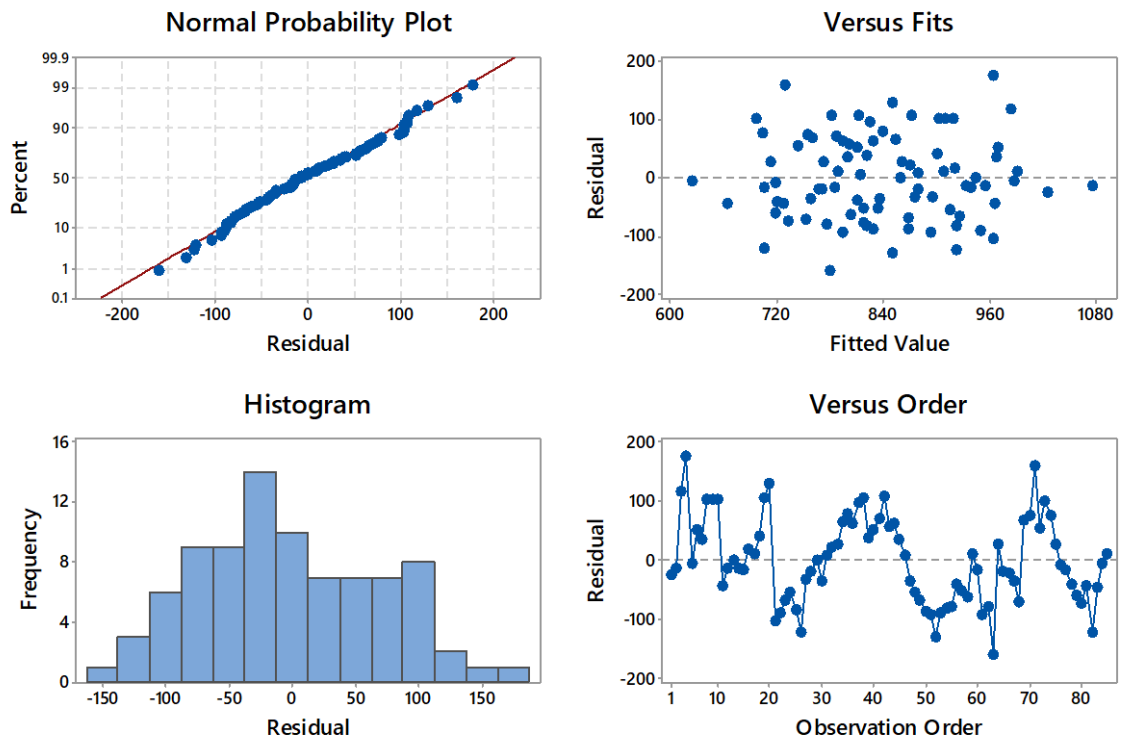 Normal Probability Plot
99.9
99
90
50
10
1
0.1
Percent
-200 -100 0 100 200
Residual
Versus Fits
200
100
0
-100
-200
Residual
600 720 840 960 1080
Fitted Value
Histogram
16
12
8
4
0
Frequency
-150 -100 -50 0 50 100 150
Residual
Versus Order
200
100
0
-100
-200
Residual
1 10 20 30 40 50 60 70 80
Observation Order